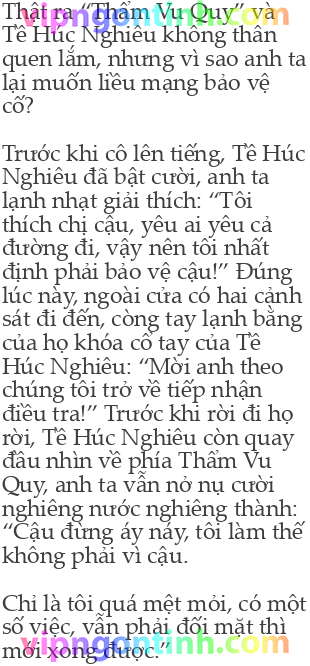 Thật ra “Thẩm Vu Quy” và
Tề Húc Nghiêu không thân
quen lắm, nhưng vì sao anh ta
lại muốn liều mạng bảo vệ
cố?
Trước khi cô lên tiếng, Tề Húc
Nghiêu đã bật cười, anh ta
lạnh nhạt giải thích: “Tôi
thích chị cậu, yêu ai yêu cả
đường đi, vậy nên tôi nhất
định phải bảo vệ cậu!” Đúng
lúc này, ngoài cửa có hai cảnh
sát đi đến, còng tay lạnh băng
của họ khóa cổ tay của Tề
Húc Nghiêu: “Mời anh theo
chúng tôi trở về tiếp nhận
điều tra!” Trước khi rời đi họ
rời, Tề Húc Nghiêu còn quay
đầu nhìn về phía Thẩm Vu
Quy, anh ta vẫn nở nụ cười
nghiêng nước nghiêng thành:
“Cậu đừng áy náy, tôi làm thế
không phải vì cậu.
Chỉ là tôi quá mệt mỏi, có một
số việc, vẫn phải đối mặt thì
mới xong được.”
vipngontinh.com
vipngontinh.com